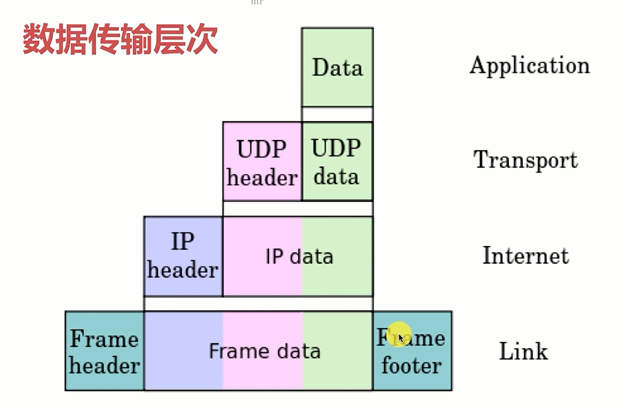 mr
数据传输层次
Data
Application
UDP
header
UDP
data
Transport
IP
header
IP data
Internet
Frame
header
Frame data
Frame
footer
Link